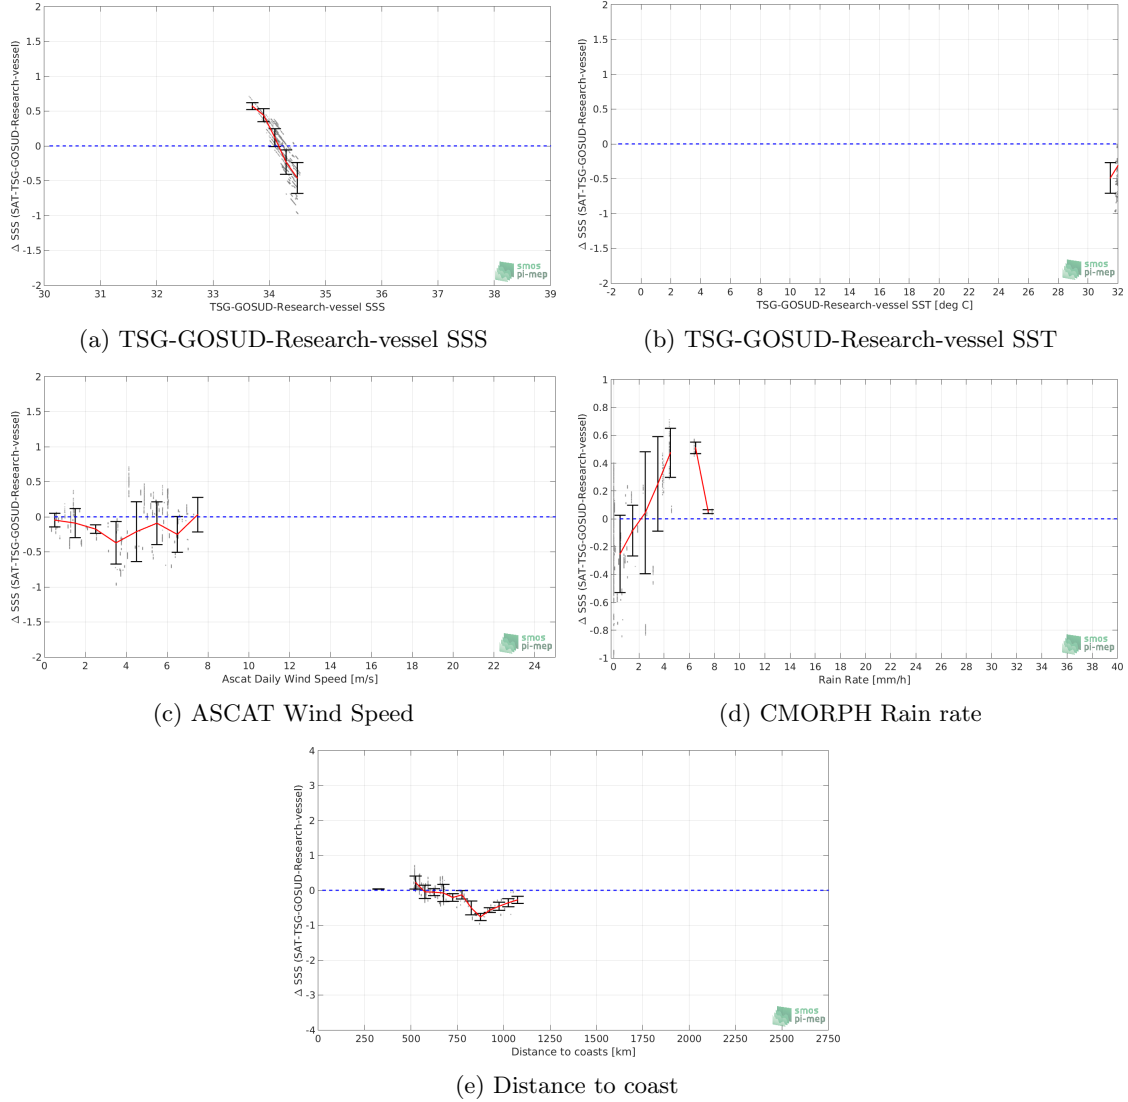 2
1.5
1
0.5
0
-0.5
-1
-1.5
-2
Δ SSS (SAT-TSG-GOSUD-Research-vessel)
30 31 32 33 34 35 36 37 38 39
TSG-GOSUD-Research-vessel SSS
smos
pi-mep
(a) TSG-GOSUD-Research-vessel SSS
2
1.5
1
0.5
0
-0.5
-1
-1.5
-2
Δ SSS (SAT-TSG-GOSUD-Research-vessel)
-2 0 2 4 6 8 10 12 14 16 18 20 22 24 26 28 30 32
TSG-GOSUD-Research-vessel SST [deg C]
smos
pi-mep
(b) TSG-GOSUD-Research-vessel SST
2
1.5
1
0.5
0
-0.5
-1
-1.5
-2
Δ SSS (SAT-TSG-GOSUD-Research-vessel)
0 2 4 6 8 10 12 14 16 18 20 22 24
Ascat Daily Wind Speed [m/s]
smos
pi-mep
(c) ASCAT Wind Speed
1
0.8
0.6
0.4
0.2
0
-0.2
-0.4
-0.6
-0.8
-1
Δ SSS (SAT-TSG-GOSUD-Research-vessel)
0 2 4 6 8 10 12 14 16 18 20 22 24 26 28 30 32 34 36 38 40
Rain Rate [mm/h]
smos
pi-mep
(d) CMORPH Rain rate
4
3
2
1
0
-1
-2
-3
-4
Δ SSS (SAT-TSG-GOSUD-Research-vessel)
0 250 500 750 1000 1250 1500 1750 2000 2250 2500 2750
Distance to coasts [km]
smos
pi-mep
(e) Distance to coast